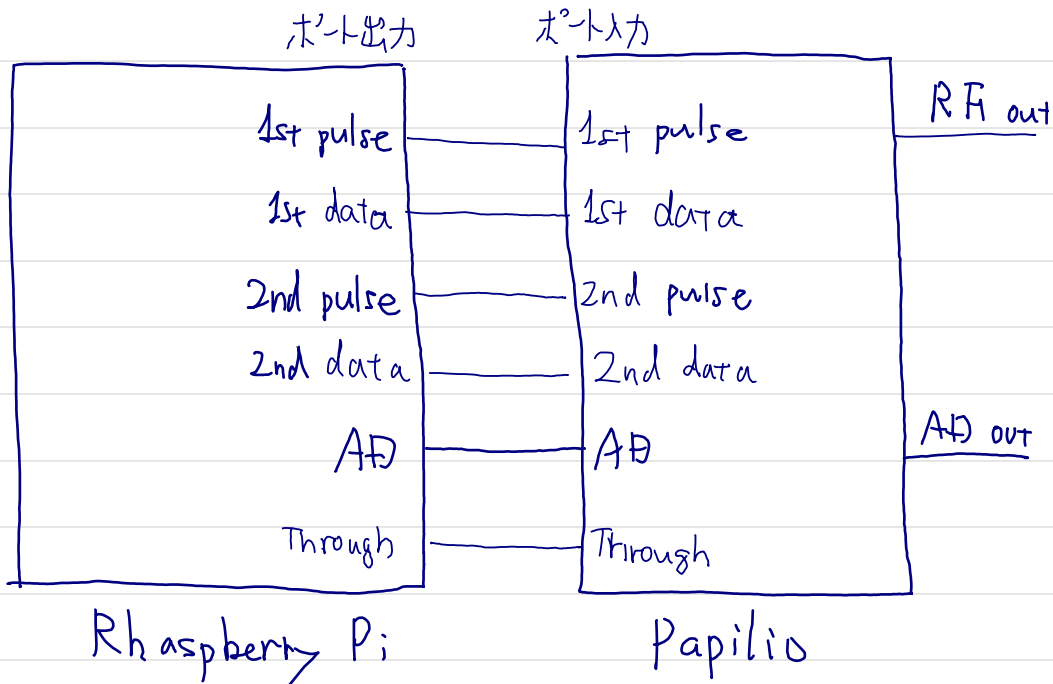 ポート出力
ポート入力
1st pulse
1st pulse
RF out
1st data
1st data
2nd pulse
2nd pulse
2nd data
2nd data
AD
AD
AD out
Through
Through
Rhaspberry Pi
Papilio